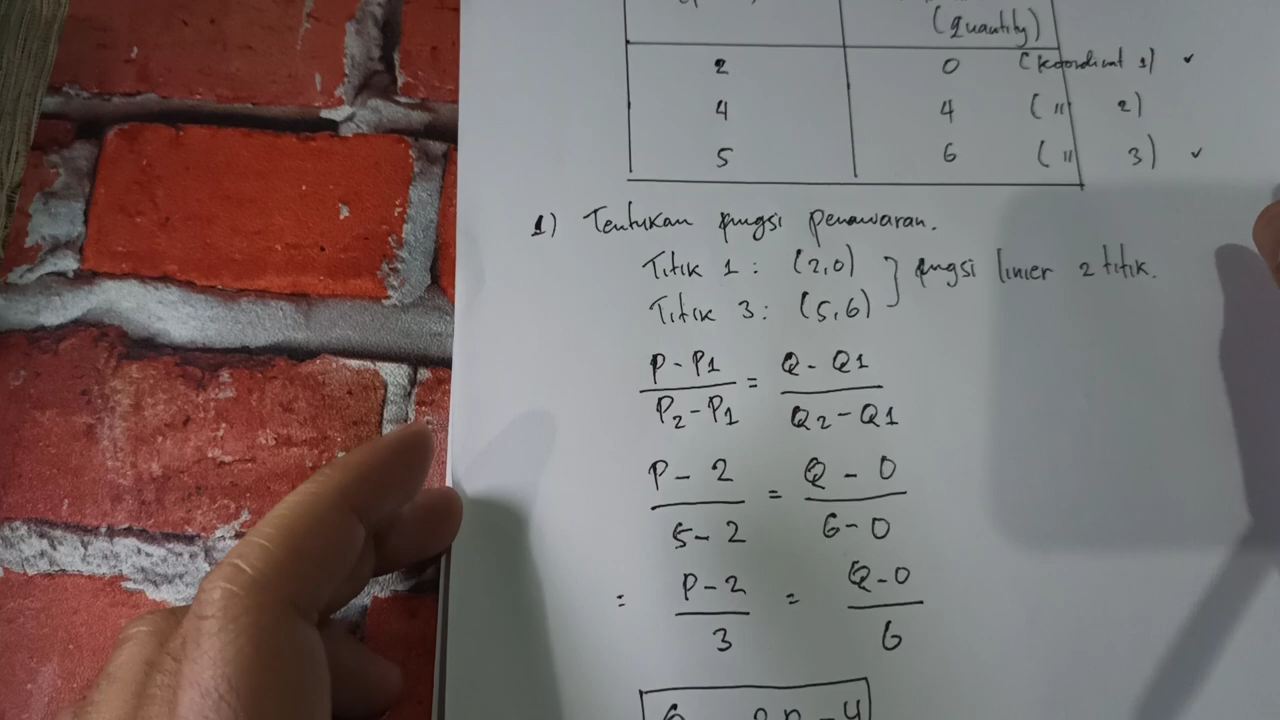 (quantity)
2 0 (koordinat 1) ✓
4 4 ( " 2)
5 6 ( " 3) ✓
1) Tentukan fungsi penawaran.
Titik 1 : (2,0) } fungsi linier 2 titik.
Titik 3 : (5,6)
P - P1 / P2 - P1 = Q - Q1 / Q2 - Q1
P - 2 / 5 - 2 = Q - 0 / 6 - 0
= P - 2 / 3 = Q - 0 / 6